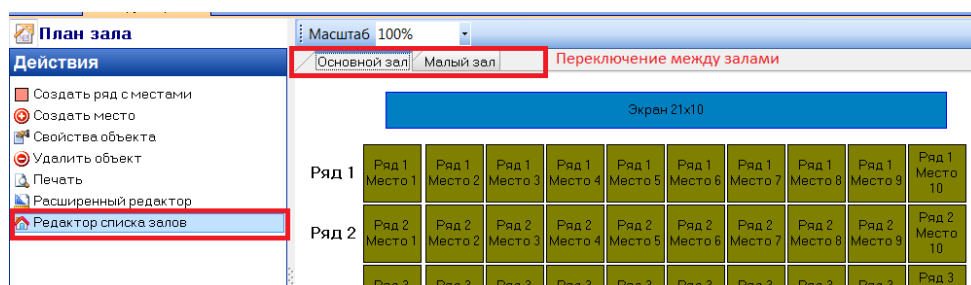 План зала
Масштаб 100%
Действия
Основной зал Малый зал
Переключение между залами
Создать ряд с местами
Создать место
Свойства объекта
Удалить объект
Печать
Расширенный редактор
Редактор списка залов
Экран 21x10
Ряд 1
Ряд 1 Ряд 1 Ряд 1 Ряд 1 Ряд 1 Ряд 1 Ряд 1 Ряд 1 Ряд 1 Ряд 1
Место 1 Место 2 Место 3 Место 4 Место 5 Место 6 Место 7 Место 8 Место 9 Место
10
Ряд 2
Ряд 2 Ряд 2 Ряд 2 Ряд 2 Ряд 2 Ряд 2 Ряд 2 Ряд 2 Ряд 2 Ряд 2
Место 1 Место 2 Место 3 Место 4 Место 5 Место 6 Место 7 Место 8 Место 9 Место
10
Ряд 3